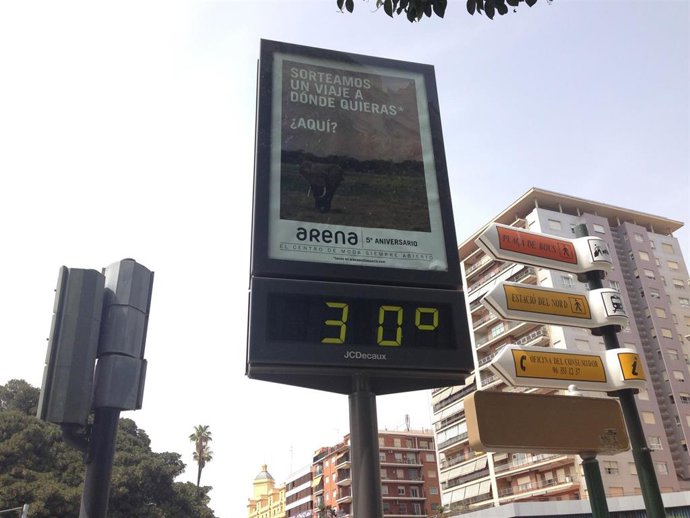 SORTEAMOS
UN VIAJE A
DÓNDE QUIERAS*
¿AQUÍ?
arena 5º ANIVERSARIO
EL CENTRO DE MODA SIEMPRE ABIERTO
30º
JCDecaux
PLAÇA DE BOUS
ESTACIÓ DEL NORD
OFICINA DEL CONSUMIDOR